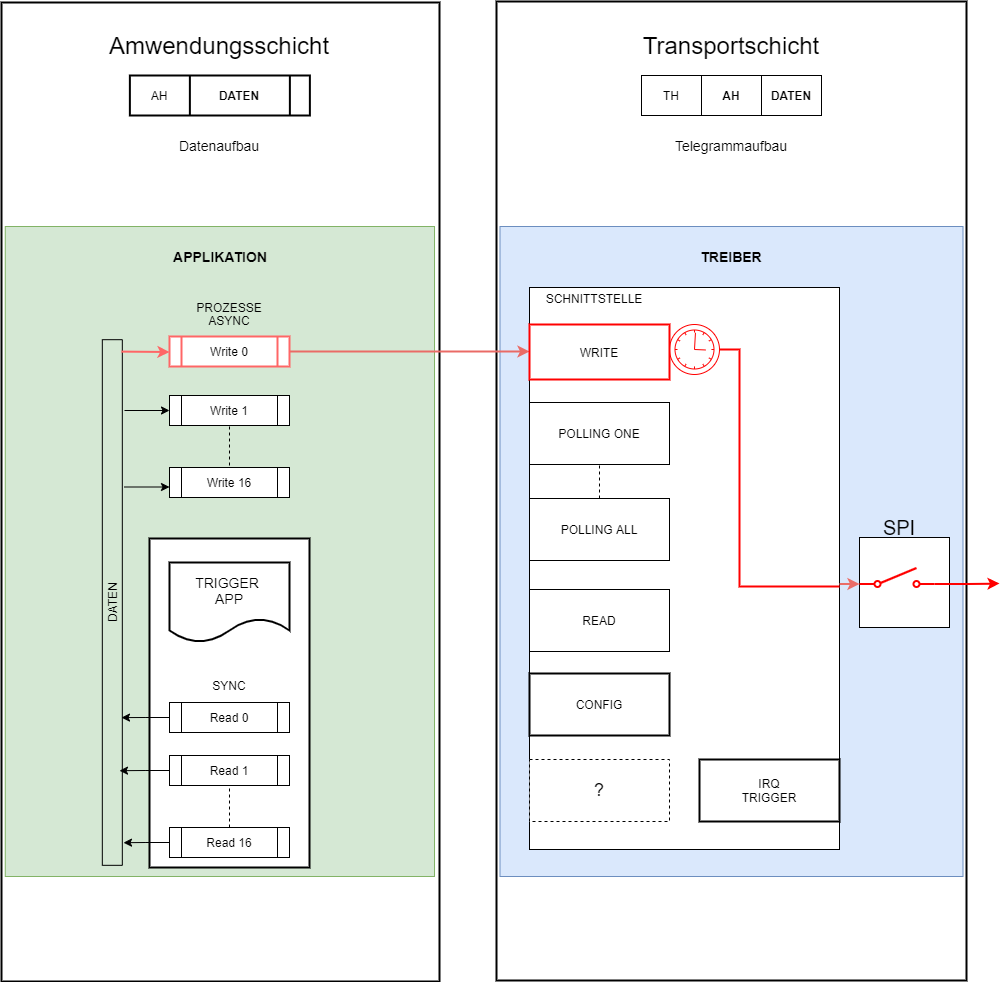 Amwendungsschicht
AH
DATEN
Datenaufbau
APPLIKATION
PROZESSE
ASYNC
Write 0
Write 1
Write 16
DATEN
TRIGGER
APP
SYNC
Read 0
Read 1
Read 16
Transportschicht
TH
AH
DATEN
Telegrammaufbau
TREIBER
SCHNITTSTELLE
WRITE
POLLING ONE
POLLING ALL
READ
CONFIG
?
IRQ
TRIGGER
SPI